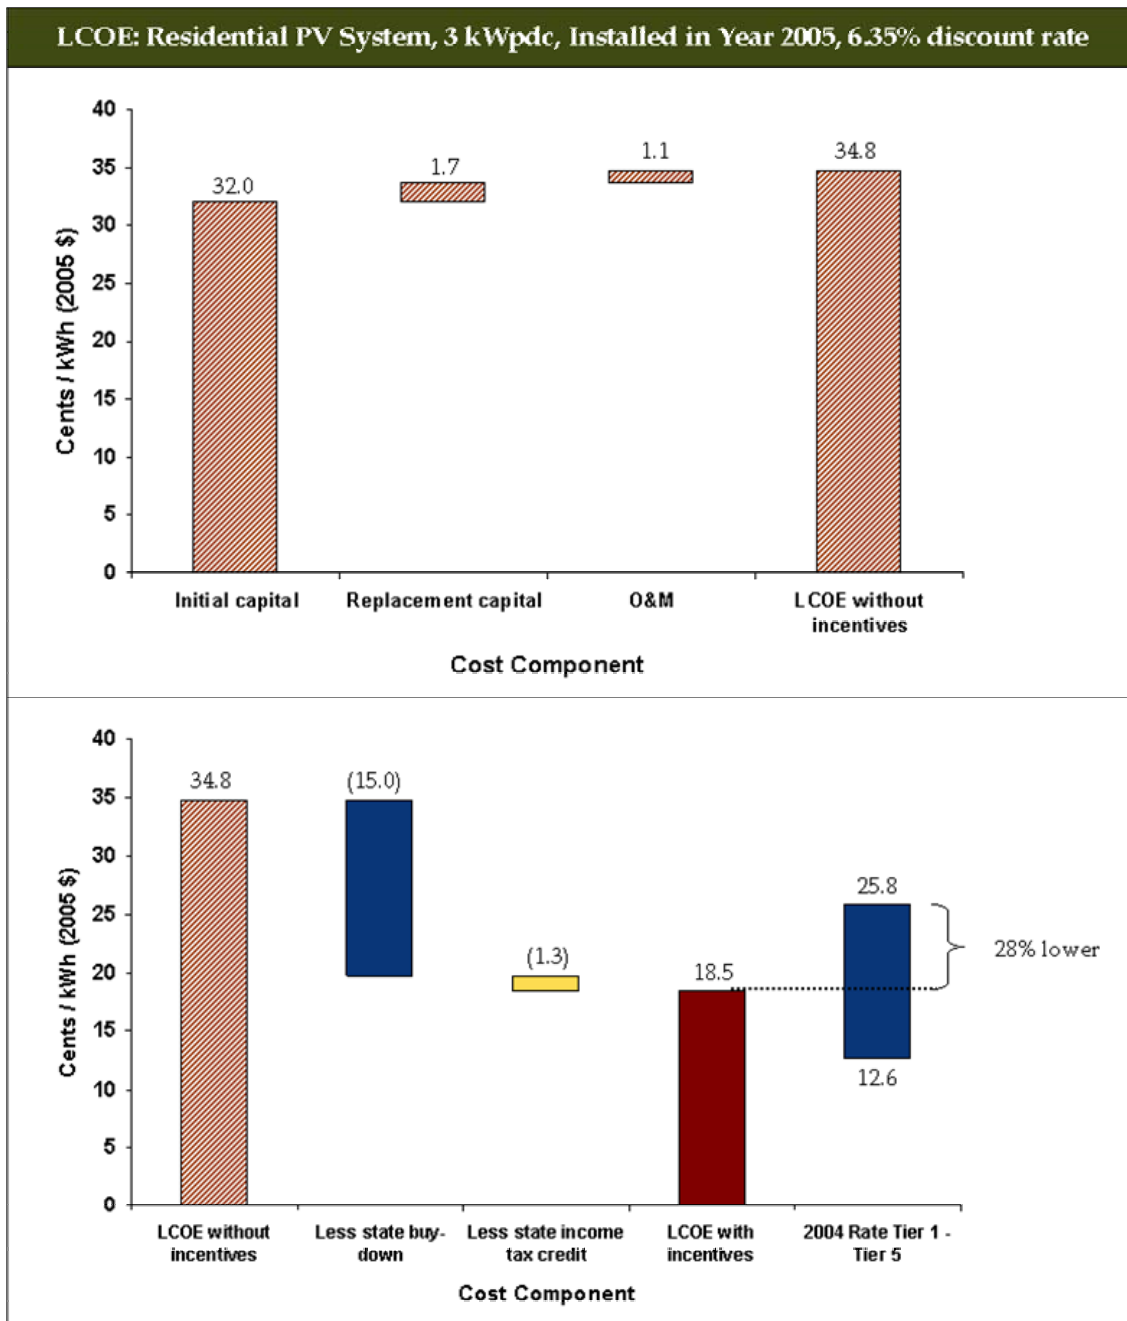 LCOE: Residential PV System, 3 kWpdc, Installed in Year 2005, 6.35% discount rate
Cents / kWh (2005 $)
40
35
30
25
20
15
10
5
0
32.0
1.7
1.1
34.8
Initial capital
Replacement capital
O&M
LCOE without
incentives
Cost Component
Cents / kWh (2005 $)
40
35
30
25
20
15
10
5
0
34.8
(15.0)
(1.3)
18.5
25.8
12.6
28% lower
LCOE without
incentives
Less state buy-
down
Less state income
tax credit
LCOE with
incentives
2004 Rate Tier 1 -
Tier 5
Cost Component